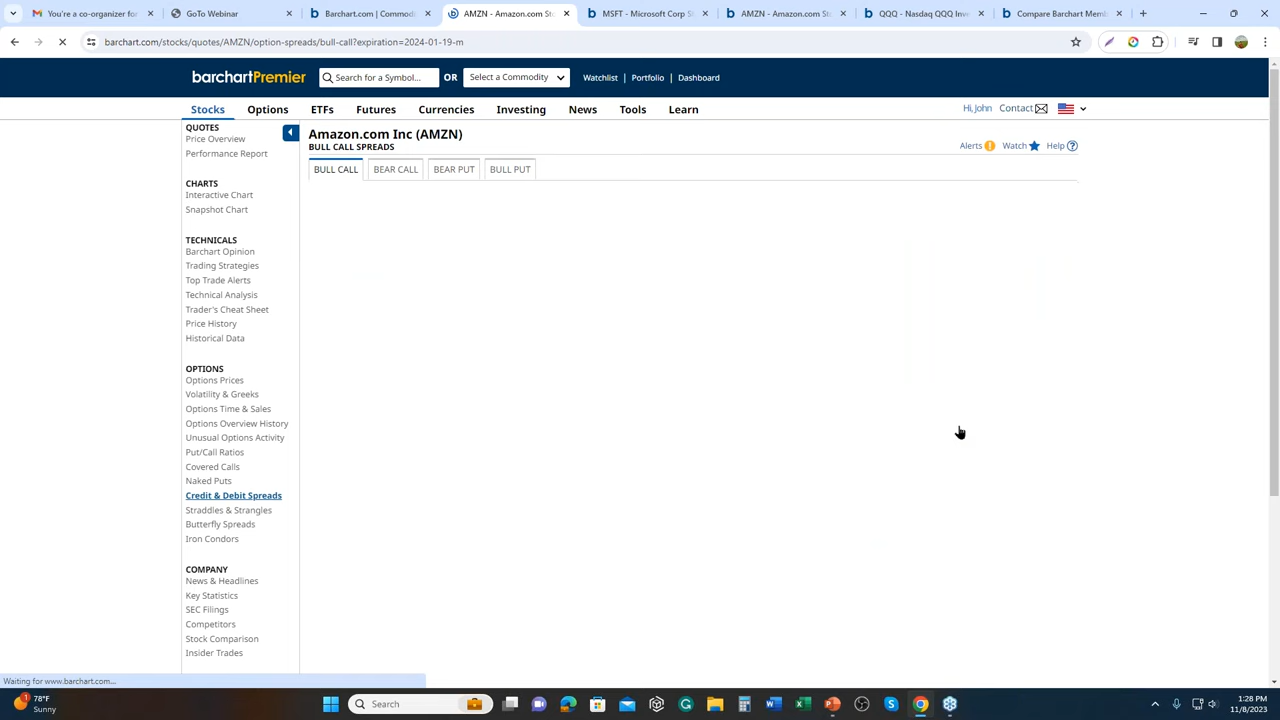 You're a co-organizer for
GoTo Webinar
Barchart.com | Commodi
AMZN - Amazon.com Sto
MSFT - Microsoft Corp St
AMZN - Amazon.com Sto
QQQ - Nasdaq QQQ Inve
Compare Barchart Memb
barchart.com/stocks/quotes/AMZN/option-spreads/bull-call?expiration=2024-01-19-m
barchartPremier
Search for a Symbol...
OR
Select a Commodity
Watchlist | Portfolio | Dashboard
Stocks Options ETFs Futures Currencies Investing News Tools Learn
Hi, John Contact
QUOTES
Price Overview
Performance Report
CHARTS
Interactive Chart
Snapshot Chart
TECHNICALS
Barchart Opinion
Trading Strategies
Top Trade Alerts
Technical Analysis
Trader's Cheat Sheet
Price History
Historical Data
OPTIONS
Options Prices
Volatility & Greeks
Options Time & Sales
Options Overview History
Unusual Options Activity
Put/Call Ratios
Covered Calls
Naked Puts
Credit & Debit Spreads
Straddles & Strangles
Butterfly Spreads
Iron Condors
COMPANY
News & Headlines
Key Statistics
SEC Filings
Competitors
Stock Comparison
Insider Trades
Amazon.com Inc (AMZN)
BULL CALL SPREADS
Alerts Watch Help
BULL CALL BEAR CALL BEAR PUT BULL PUT
Waiting for www.barchart.com...
1
78°F
Sunny
Search
1:28 PM
11/8/2023